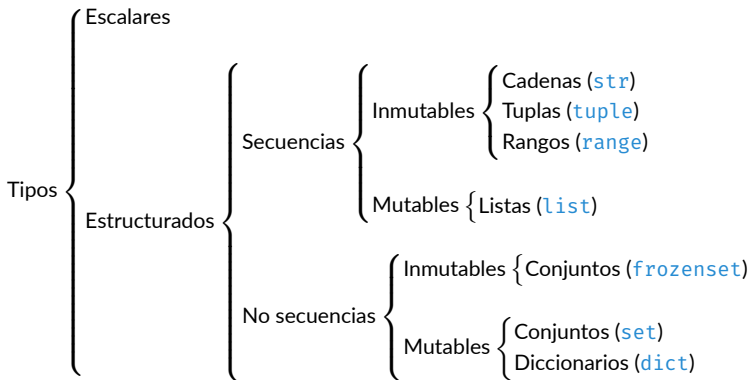 Tipos
Escalares
Estructurados
Secuencias
Inmutables
Cadenas (str)
Tuplas (tuple)
Rangos (range)
Mutables
Listas (list)
No secuencias
Inmutables
Conjuntos (frozenset)
Mutables
Conjuntos (set)
Diccionarios (dict)